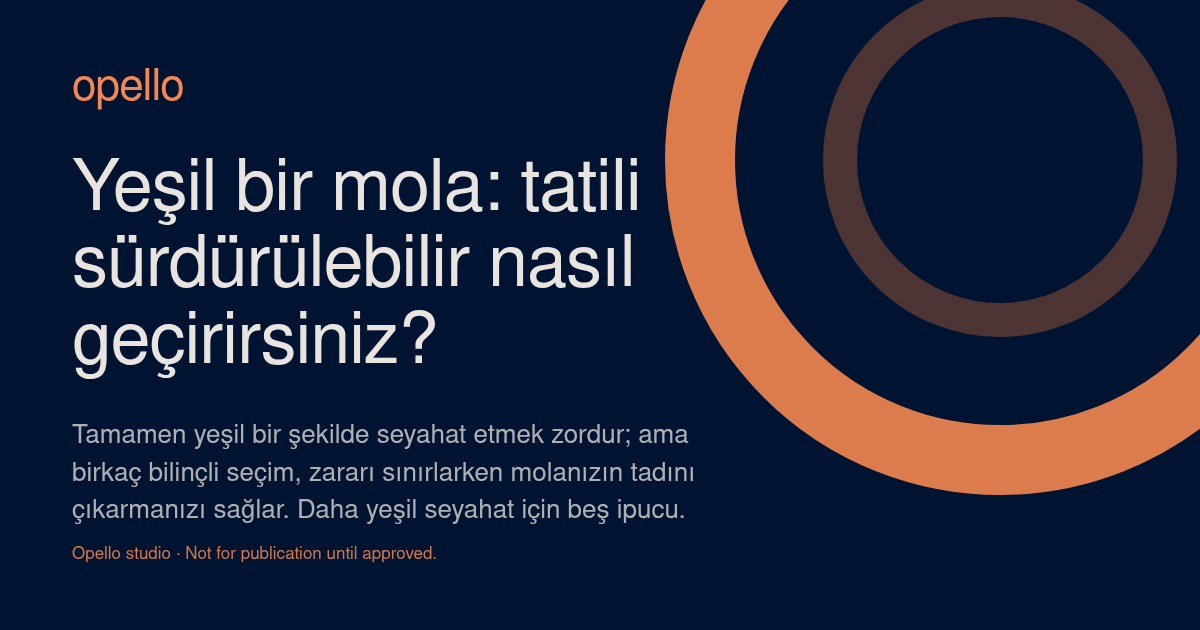 opello
Yeşil bir mola: tatili
sürdürülebilir nasıl
geçirirsiniz?
Tamamen yeşil bir şekilde seyahat etmek zordur; ama
birkaç bilinçli seçim, zararı sınırlarken molanızın tadını
çıkarmanızı sağlar. Daha yeşil seyahat için beş ipucu.
Opello studio · Not for publication until approved.